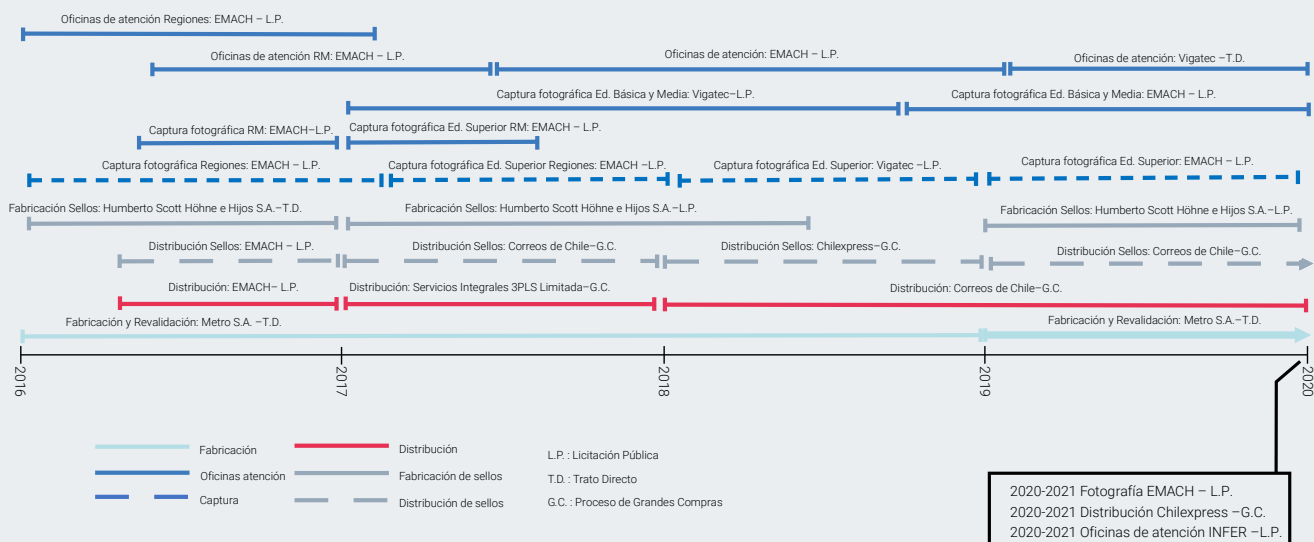 Oficinas de atención Regiones: EMACH – L.P.
Oficinas de atención RM: EMACH – L.P.
Oficinas de atención: EMACH – L.P.
Oficinas de atención: Vigatec –T.D.
Captura fotográfica Ed. Básica y Media: Vigatec–L.P.
Captura fotográfica Ed. Básica y Media: EMACH – L.P.
Captura fotográfica RM: EMACH–L.P.
Captura fotográfica Ed. Superior RM: EMACH – L.P.
Captura fotográfica Regiones: EMACH – L.P.
Captura fotográfica Ed. Superior Regiones: EMACH –L.P.
Captura fotográfica Ed. Superior: Vigatec –L.P.
Captura fotográfica Ed. Superior: EMACH – L.P.
Fabricación Sellos: Humberto Scott Höhne e Hijos S.A.–T.D.
Fabricación Sellos: Humberto Scott Höhne e Hijos S.A.–L.P.
Fabricación Sellos: Humberto Scott Höhne e Hijos S.A.–L.P.
Distribución Sellos: EMACH – L.P.
Distribución Sellos: Correos de Chile–G.C.
Distribución Sellos: Chilexpress–G.C.
Distribución Sellos: Correos de Chile–G.C.
Distribución: EMACH– L.P.
Distribución: Servicios Integrales 3PLS Limitada–G.C.
Distribución: Correos de Chile–G.C.
Fabricación y Revalidación: Metro S.A. –T.D.
Fabricación y Revalidación: Metro S.A.–T.D.
2016
2017
2018
2019
2020
Fabricación
Oficinas atención
Captura
Distribución
Fabricación de sellos
Distribución de sellos
L.P. : Licitación Pública
T.D. : Trato Directo
G.C. : Proceso de Grandes Compras
2020-2021 Fotografía EMACH – L.P.
2020-2021 Distribución Chilexpress –G.C.
2020-2021 Oficinas de atención INFER –L.P.